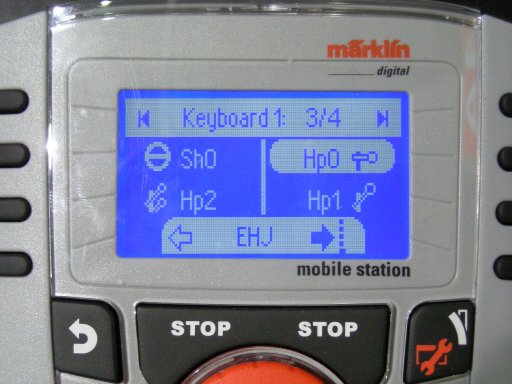 märklin
digital
Keyboard 1: 3/4
Sh0 Hp0
Hp2 Hp1
EHJ
mobile station
STOP STOP